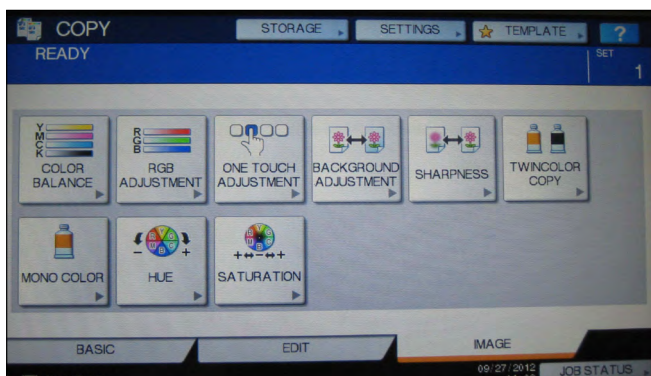 COPY
STORAGE
SETTINGS
TEMPLATE
?
READY
SET
1
Y
M
C
K
COLOR
BALANCE
R
G
B
RGB
ADJUSTMENT
ONE TOUCH
ADJUSTMENT
BACKGROUND
ADJUSTMENT
SHARPNESS
TWINCOLOR
COPY
MONO COLOR
- +
HUE
+ - +
SATURATION
BASIC
EDIT
IMAGE
09/27/2012
JOB STATUS